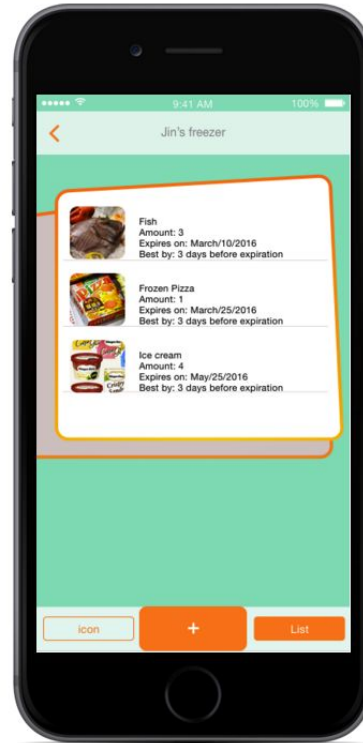 9:41 AM
100%
Jin's freezer
Fish
Amount: 3
Expires on: March/10/2016
Best by: 3 days before expiration
Frozen Pizza
Amount: 1
Expires on: March/25/2016
Best by: 3 days before expiration
Ice cream
Amount: 4
Expires on: May/25/2016
Best by: 3 days before expiration
icon
+
List